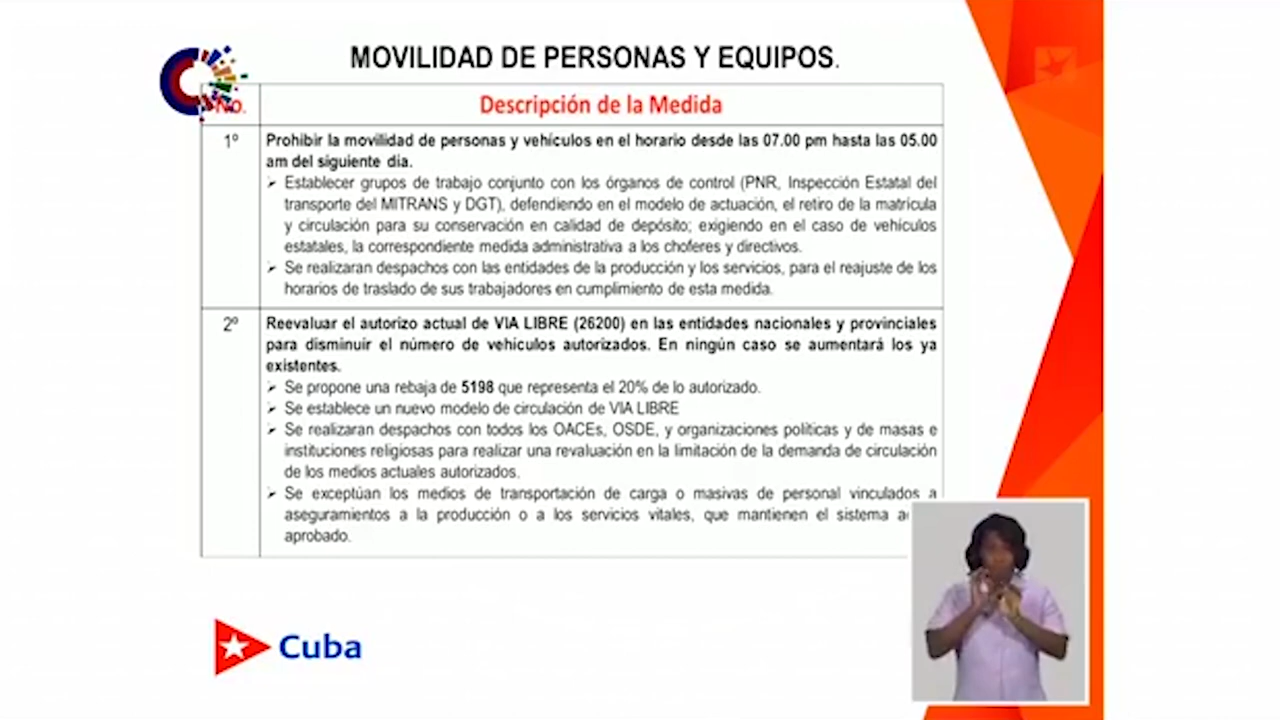 MOVILIDAD DE PERSONAS Y EQUIPOS.
No. Descripción de la Medida
1º Prohibir la movilidad de personas y vehículos en el horario desde las 07.00 pm hasta las 05.00
am del siguiente día.
➢ Establecer grupos de trabajo conjunto con los órganos de control (PNR, Inspección Estatal del
transporte del MITRANS y DGT), defendiendo en el modelo de actuación, el retiro de la matrícula
y circulación para su conservación en calidad de depósito; exigiendo en el caso de vehículos
estatales, la correspondiente medida administrativa a los choferes y directivos.
➢ Se realizaran despachos con las entidades de la producción y los servicios, para el reajuste de los
horarios de traslado de sus trabajadores en cumplimiento de esta medida.
2º Reevaluar el autorizo actual de VIA LIBRE (26200) en las entidades nacionales y provinciales
para disminuir el número de vehículos autorizados. En ningún caso se aumentará los ya
existentes.
➢ Se propone una rebaja de 5198 que representa el 20% de lo autorizado.
➢ Se establece un nuevo modelo de circulación de VIA LIBRE
➢ Se realizaran despachos con todos los OACEs, OSDE, y organizaciones políticas y de masas e
instituciones religiosas para realizar una revaluación en la limitación de la demanda de circulación
de los medios actuales autorizados.
➢ Se exceptúan los medios de transportación de carga o masivas de personal vinculados a
aseguramientos a la producción o a los servicios vitales, que mantienen el sistema
aprobado.
Cuba